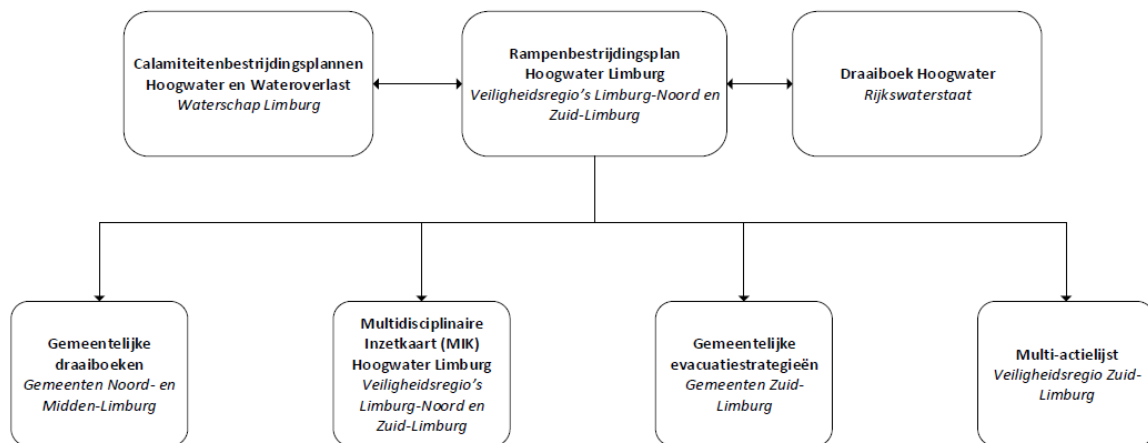 Calamiteitenbestrijdingsplannen
Hoogwater en Wateroverlast
Waterschap Limburg
Rampenbestrijdingsplan
Hoogwater Limburg
Veiligheidsregio’s Limburg-Noord en
Zuid-Limburg
Draaiboek Hoogwater
Rijkswaterstaat
Gemeentelijke
draaiboeken
Gemeenten Noord- en
Midden-Limburg
Multidisciplinaire
Inzetkaart (MIK)
Hoogwater Limburg
Veiligheidsregio’s
Limburg-Noord en
Zuid-Limburg
Gemeentelijke
evacuatiestrategieën
Gemeenten Zuid-
Limburg
Multi-actielijst
Veiligheidsregio Zuid-
Limburg